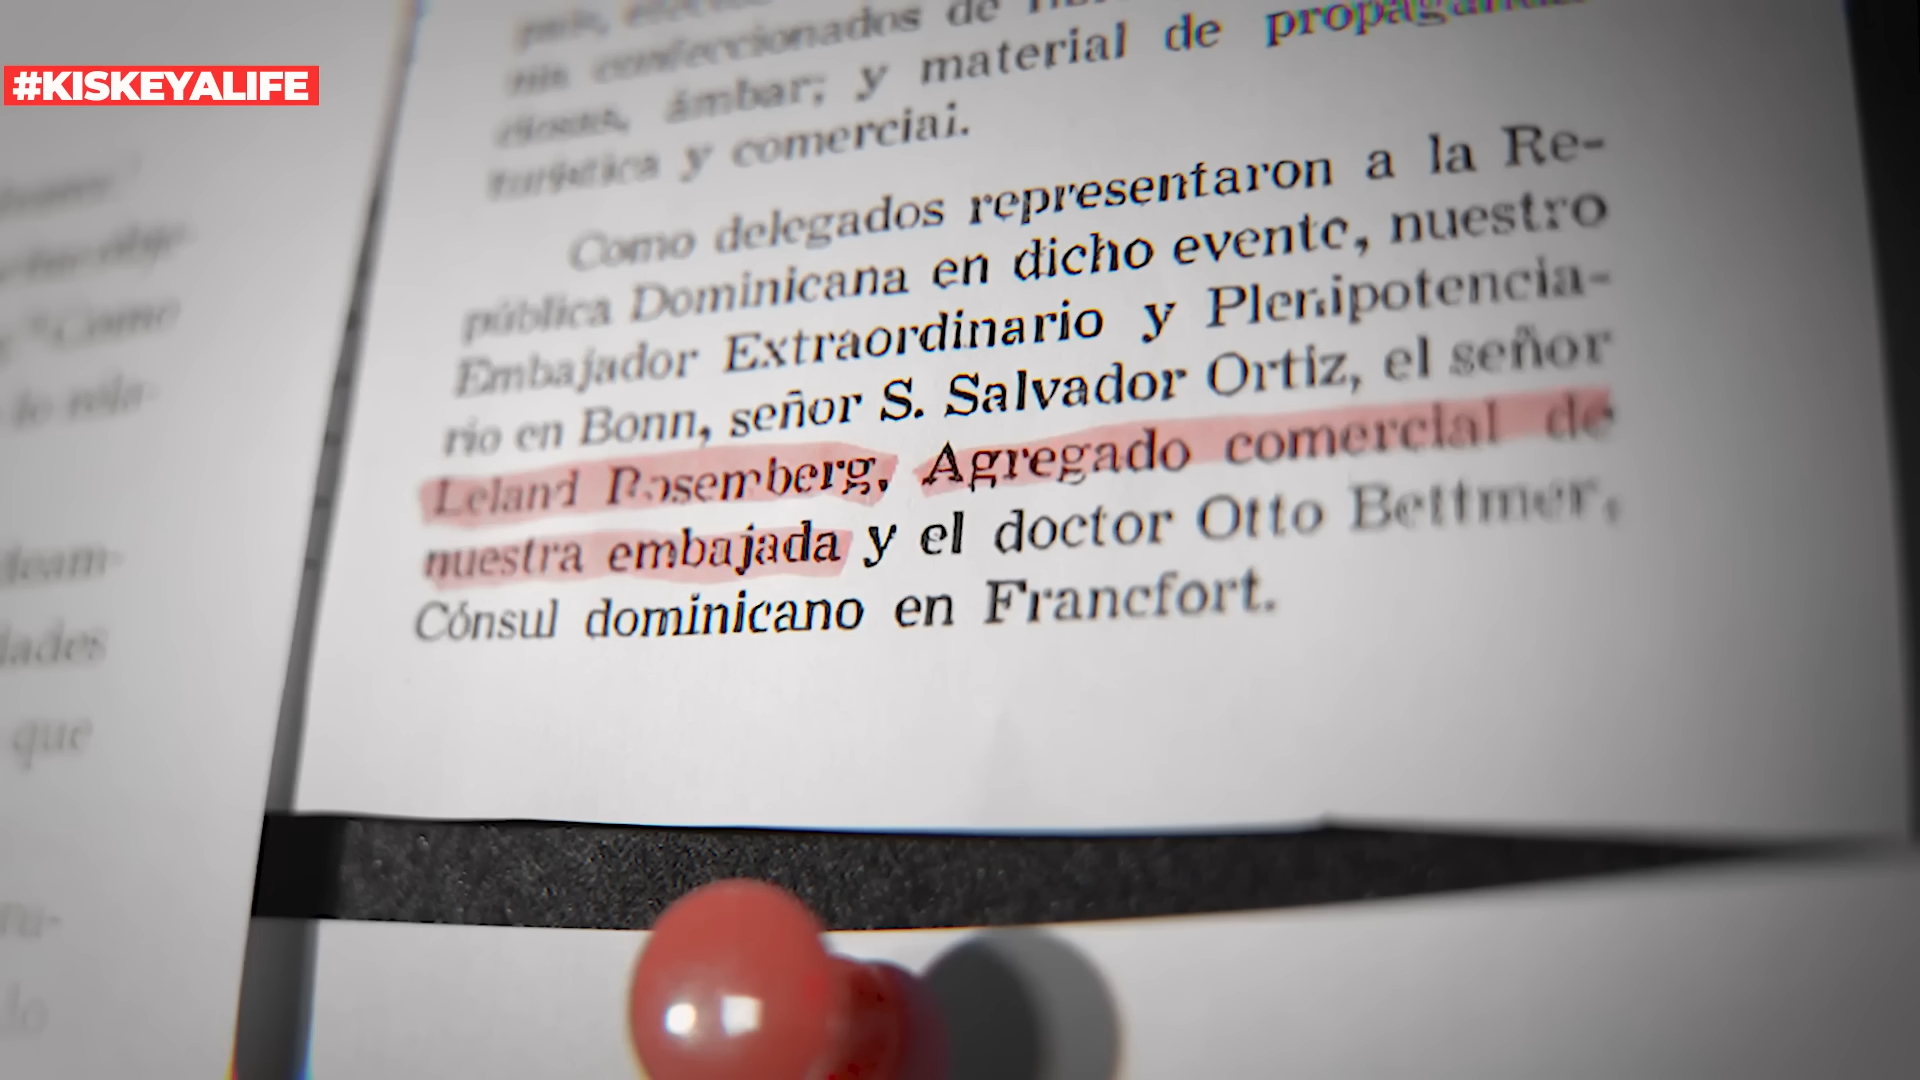 #KISKEYALIFE
confeccionados de
ámbar; y material de propaganda
turística y comercial.
Como delegados representaron a la Re-
pública Dominicana en dicho evento, nuestro
Embajador Extraordinario y Plenipotencia-
rio en Bonn, señor S. Salvador Ortiz, el señor
Leland Rosemberg, Agregado comercial de
nuestra embajada y el doctor Otto Bettmer,
Cónsul dominicano en Francfort.
"Como
que